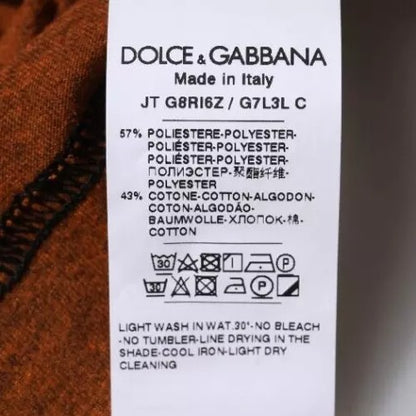 DOLCE & GABBANA
Made in Italy
JT G8RI6Z / G7L3L C
57% POLIESTERE-POLYESTER-
POLIÉSTER-POLYESTER-
POLIÉSTER-POLYESTER-
ПОЛИЭСТЕР-聚酯纤维-
POLYESTER
43% COTONE-COTTON-ALGODON-
COTON-ALGODÃO-
BAUMWOLLE-ХЛОПОК-棉-
COTTON
30 P
30 P
LIGHT WASH IN WAT.30°-NO BLEACH
-NO TUMBLER-LINE DRYING IN THE
SHADE-COOL IRON-LIGHT DRY
CLEANING